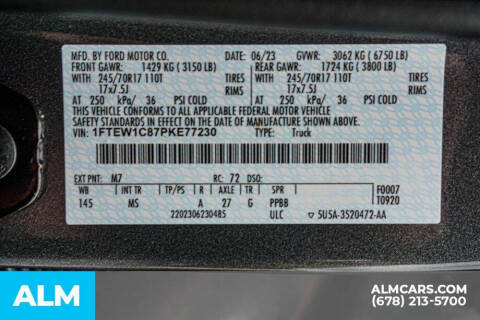 MFD. BY FORD MOTOR CO. 06/23 GVWR: 3062 KG ( 6750 LB)
FRONT GAWR: 1429 KG ( 3150 LB) REAR GAWR: 1724 KG ( 3800 LB)
WITH 245/70R17 110T TIRES WITH 245/70R17 110T TIRES
17x7.5J RIMS 17x7.5J RIMS
AT 250 kPa/ 36 PSI COLD AT 250 kPa/ 36 PSI COLD
THIS VEHICLE CONFORMS TO ALL APPLICABLE FEDERAL MOTOR VEHICLE
SAFETY STANDARD IN EFFECT ON THE DATE OF MANUFACTURE SHOWN ABOVE.
VIN: 1FTEW1C87PKE77230 TYPE: Truck
EXT PNT: M7 RC: 72 DSO:
WB INT TR TP/PS R AXLE TR SPR F0007
145 MS A 27 G PPBB T0920
2202306230485 ULC 5U5A-3520472-AA
ALM
ALMCARS.COM
(678) 213-5700